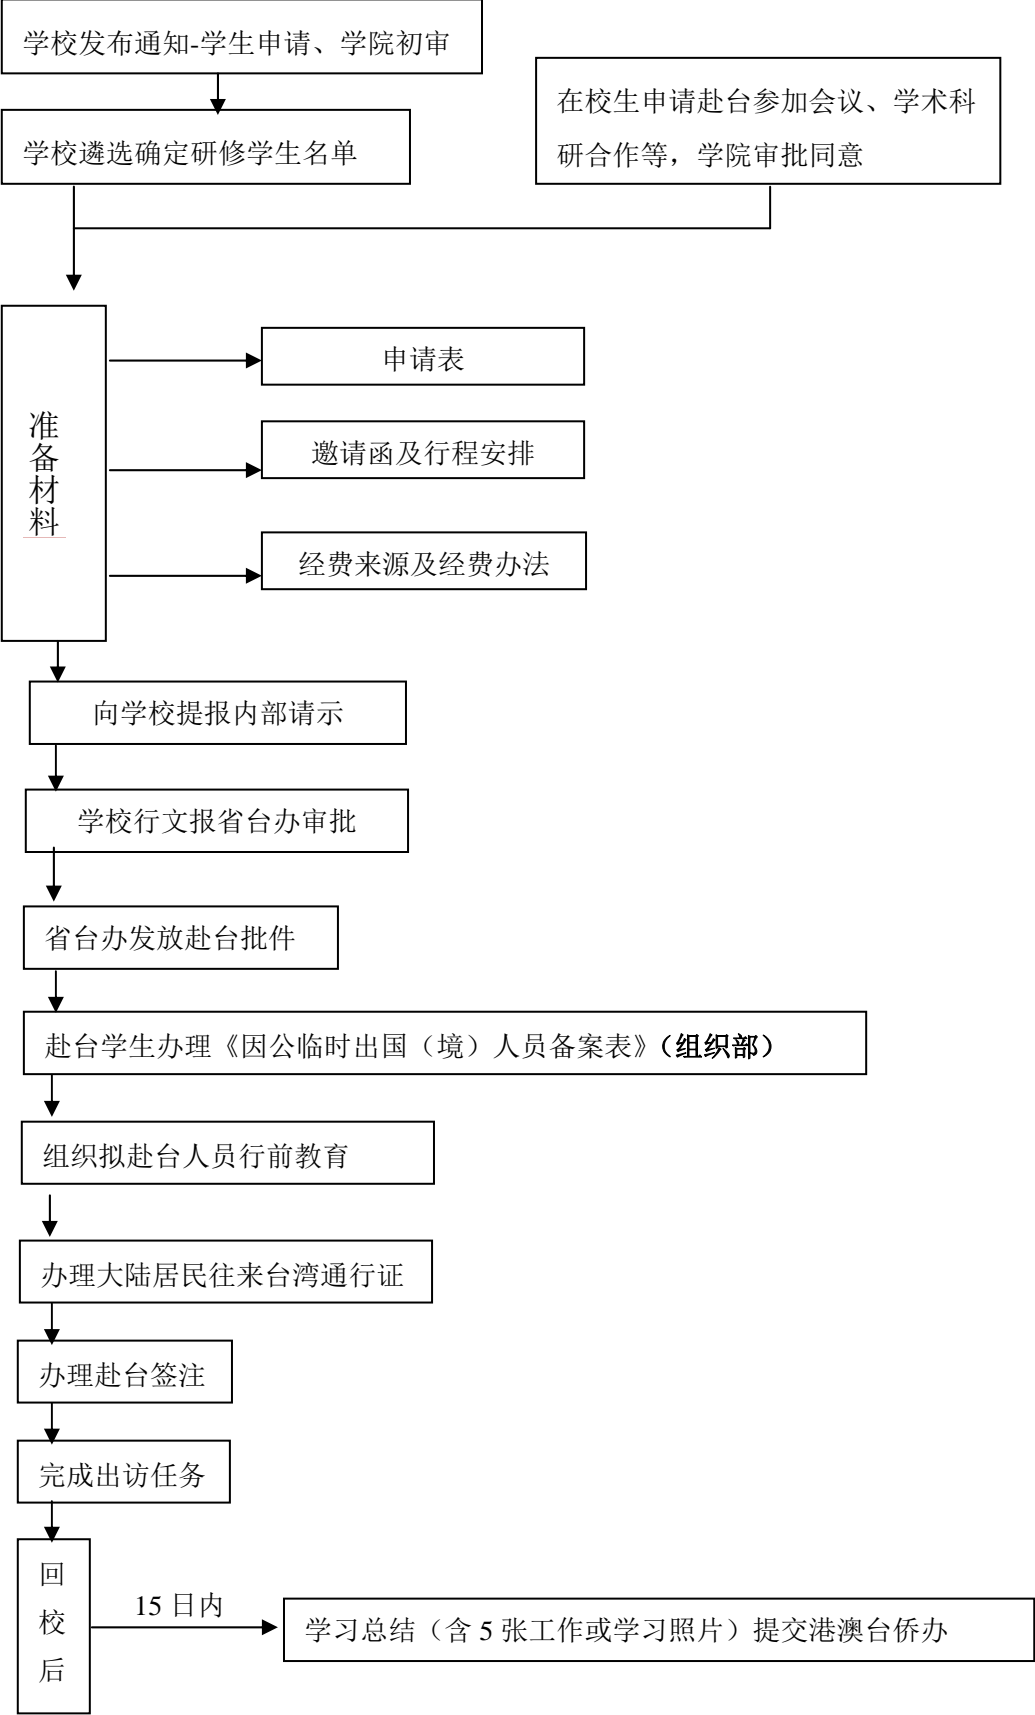 学校发布通知-学生申请、学院初审
在校生申请赴台参加会议、学术科
研合作等，学院审批同意
学校遴选确定研修学生名单
准备材料
申请表
邀请函及行程安排
经费来源及经费办法
向学校提报内部请示
学校行文报省台办审批
省台办发放赴台批件
赴台学生办理《因公临时出国（境）人员备案表》（组织部）
组织拟赴台人员行前教育
办理大陆居民往来台湾通行证
办理赴台签注
完成出访任务
回校后
15 日内
学习总结（含 5 张工作或学习照片）提交港澳台侨办